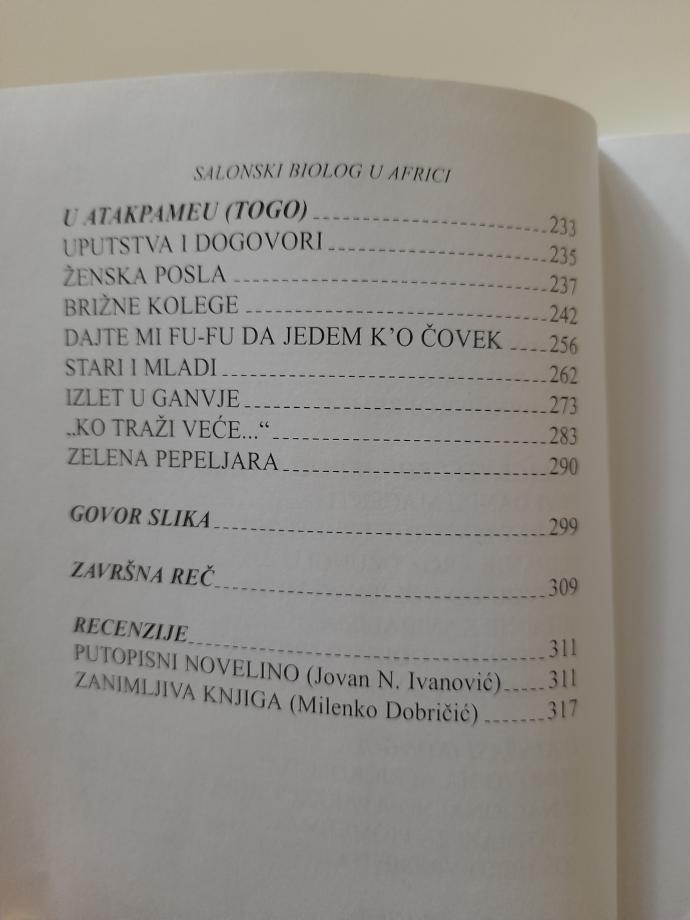 SALONSKI BIOLOG U AFRICI
U ATAKPAMEU (TOGO) 233
UPUTSTVA I DOGOVORI 235
ŽENSKA POSLA 237
BRIŽNE KOLEGE 242
DAJTE MI FU-FU DA JEDEM K’O ČOVEK 256
STARI I MLADI 262
IZLET U GANVJE 273
„KO TRAŽI VEĆE...“ 283
ZELENA PEPELJARA 290
GOVOR SLIKA 299
ZAVRŠNA REČ 309
RECENZIJE 311
PUTOPISNI NOVELINO (Jovan N. Ivanović) 311
ZANIMLJIVA KNJIGA (Milenko Dobričić) 317